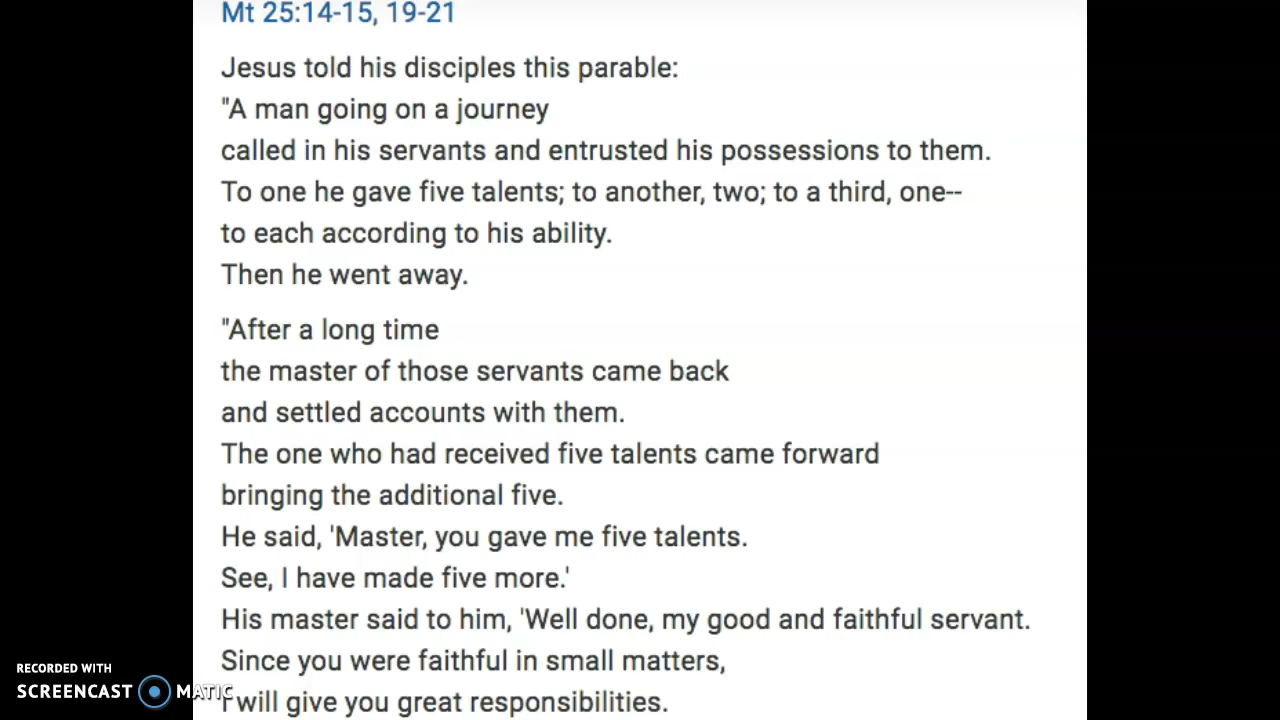 Mt 25:14-15, 19-21
Jesus told his disciples this parable:
"A man going on a journey
called in his servants and entrusted his possessions to them.
To one he gave five talents; to another, two; to a third, one--
to each according to his ability.
Then he went away.
"After a long time
the master of those servants came back
and settled accounts with them.
The one who had received five talents came forward
bringing the additional five.
He said, 'Master, you gave me five talents.
See, I have made five more.'
His master said to him, 'Well done, my good and faithful servant.
Since you were faithful in small matters,
I will give you great responsibilities.
RECORDED WITH
SCREENCAST MATIC